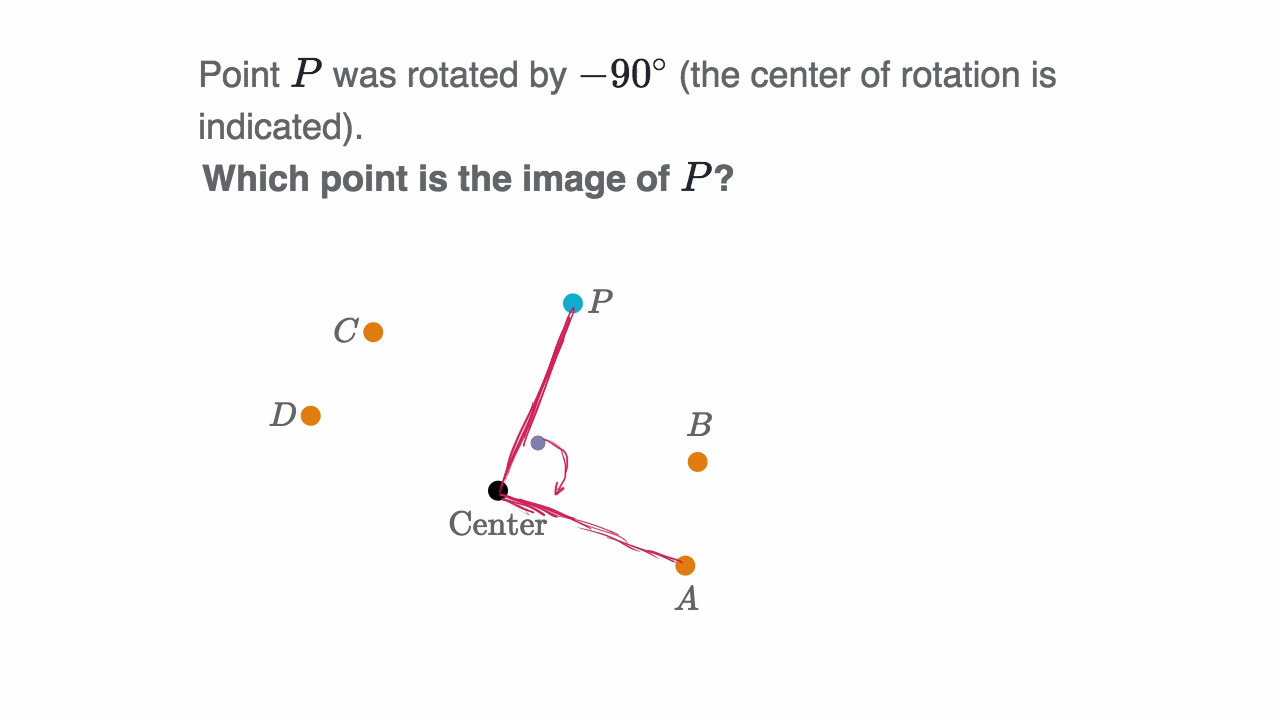 Point P was rotated by −90° (the center of rotation is
indicated).
Which point is the image of P?
P
C
D
B
Center
A